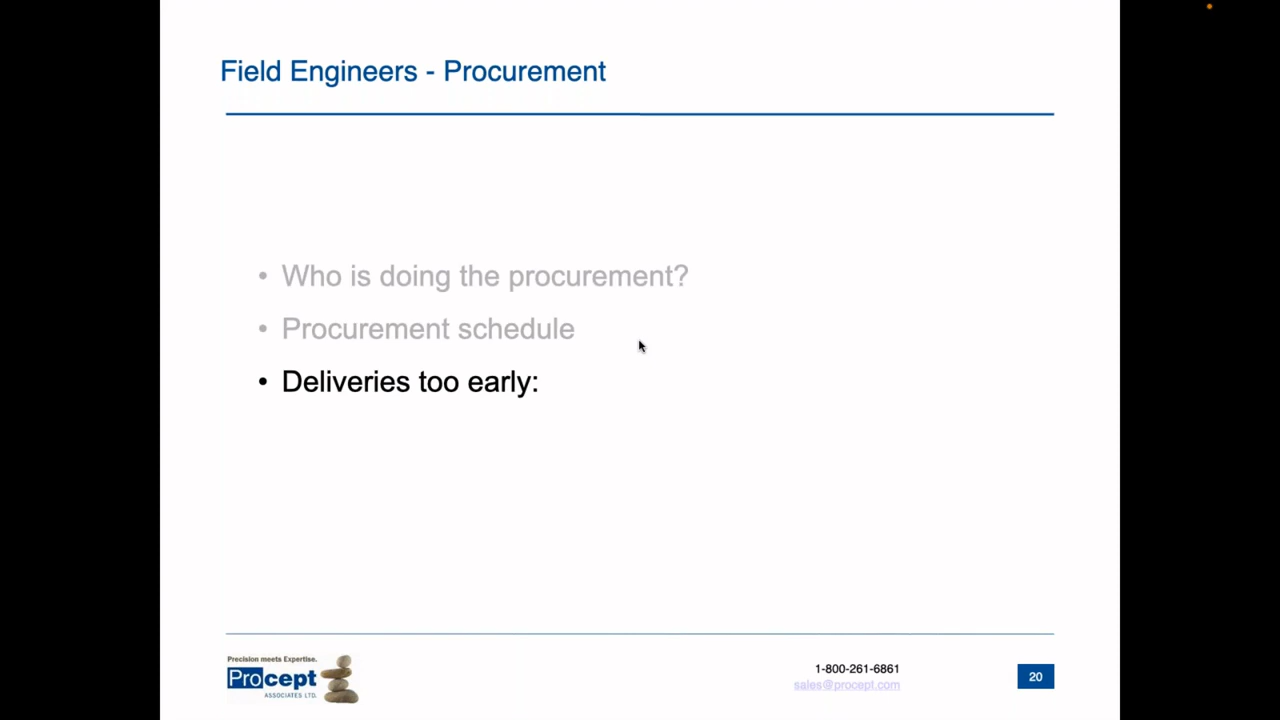 Field Engineers - Procurement
• Who is doing the procurement?
• Procurement schedule
• Deliveries too early:
Precision meets Expertise.
Procept
ASSOCIATES LTD.
1-800-261-6861
sales@procept.com
20